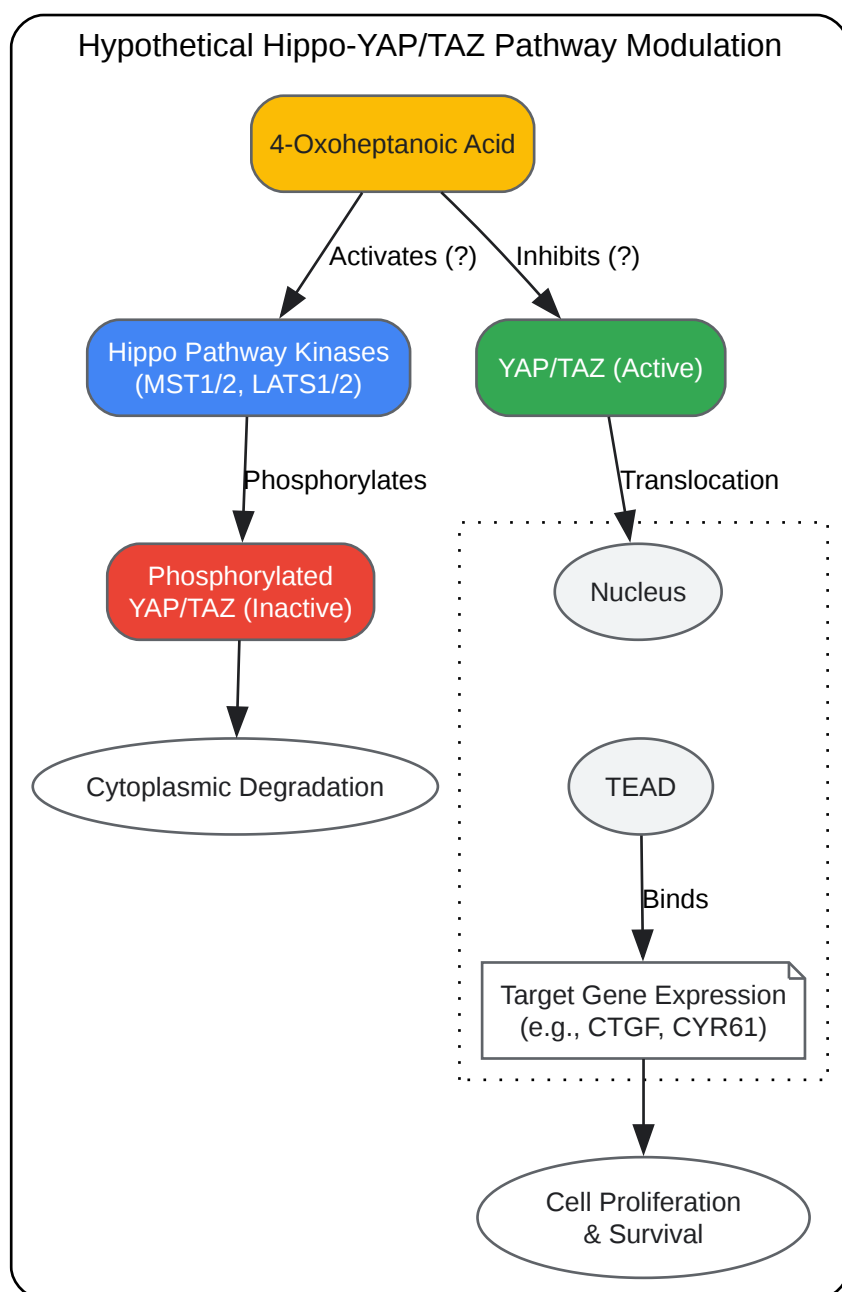 Hypothetical Hippo-YAP/TAZ Pathway Modulation
4-Oxoheptanoic Acid
Activates (?)
Inhibits (?)
Hippo Pathway Kinases
(MST1/2, LATS1/2)
YAP/TAZ (Active)
Phosphorylates
Translocation
Phosphorylated
YAP/TAZ (Inactive)
Nucleus
Cytoplasmic Degradation
TEAD
Binds
Target Gene Expression
(e.g., CTGF, CYR61)
Cell Proliferation
& Survival